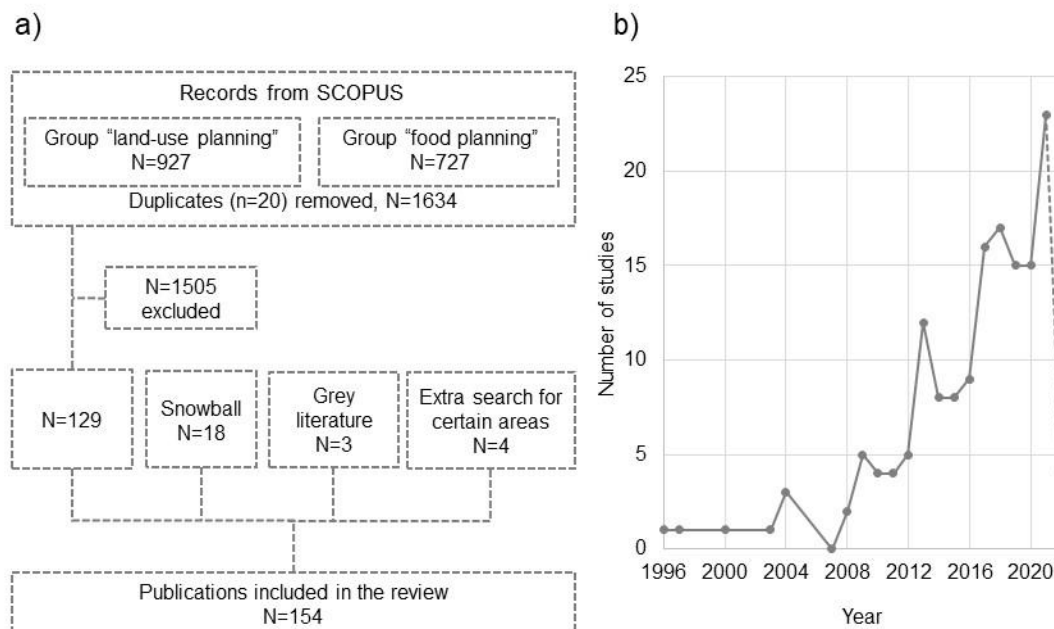 a)
Records from SCOPUS
Group “land-use planning”
N=927
Group “food planning”
N=727
Duplicates (n=20) removed, N=1634
N=1505
excluded
N=129
Snowball
N=18
Grey
literature
N=3
Extra search for
certain areas
N=4
Publications included in the review
N=154
b)
Number of studies
25
20
15
10
5
0
1996 2000 2004 2008 2012 2016 2020
Year